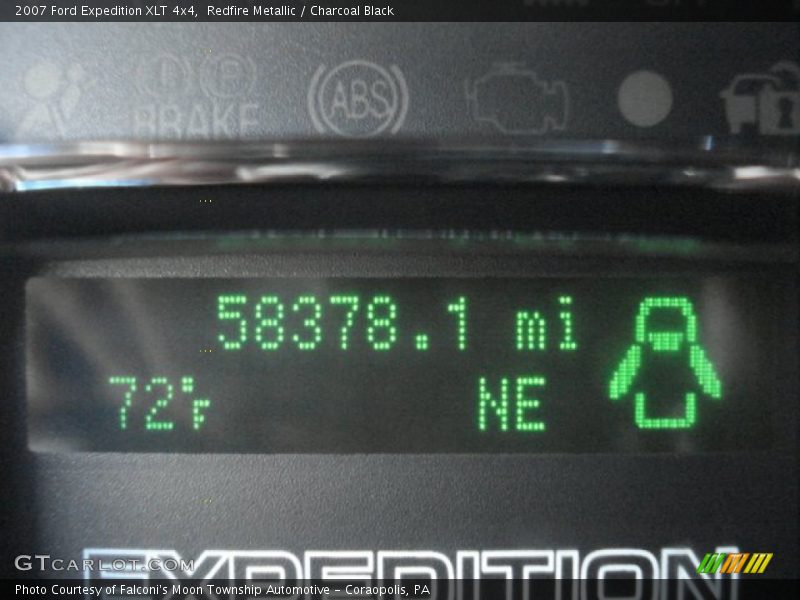 2007 Ford Expedition XLT 4x4,  Redfire Metallic / Charcoal Black
BRAKE
ABS
58378.1 mi
72°F
NE
EXPEDITION
GTCARLOT.COM
Photo Courtesy of Falconi's Moon Township Automotive - Coraopolis, PA